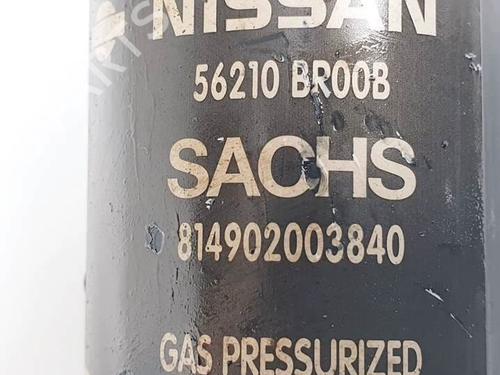 NISSAN
56210 BR00B
SACHS
814902003840
GAS PRESSURIZED